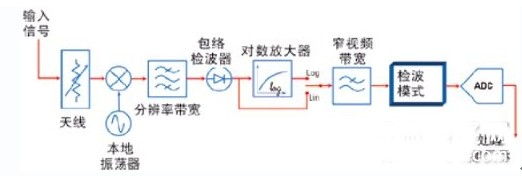 输入
信号
天线
本地
振荡器
分辨率带宽
包络
检波器
对数放大器
log
Log
Lin
窄视频
带宽
检波
模式
ADC
处理